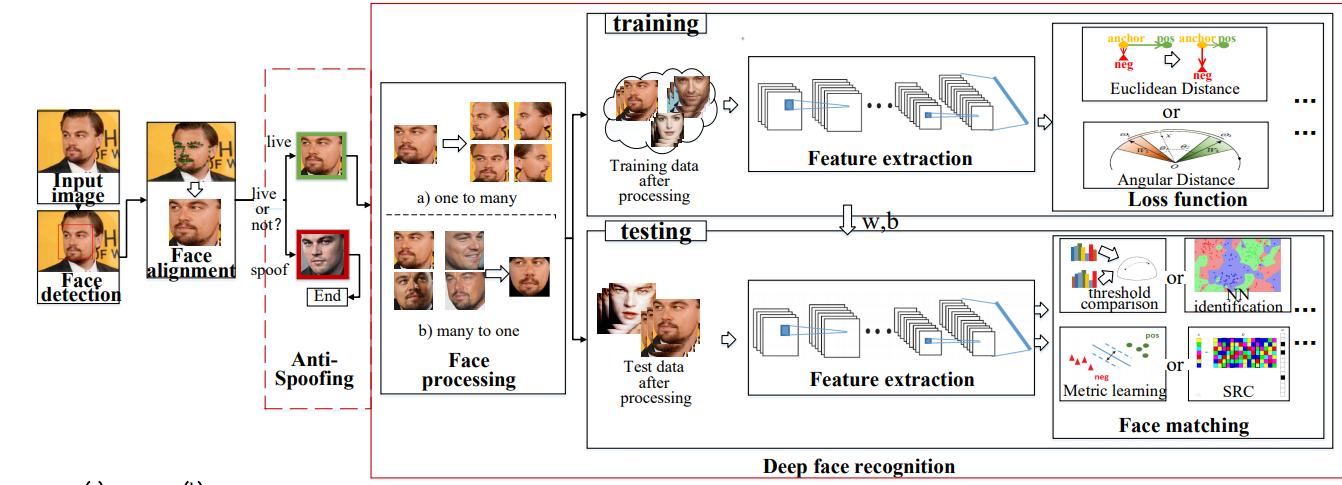 Input
image
Face
detection
Face
alignment
live
live
or
not?
spoof
End
Anti-
Spoofing
a) one to many
b) many to one
Face
processing
training
Training data
after
processing
Feature extraction
anchor pos anchor pos
neg
neg
Euclidean Distance
or
Angular Distance
Loss function
...
...
w,b
testing
Test data
after
processing
Feature extraction
threshold
comparison
or
NN
identification
...
pos
neg
Metric learning
or
SRC
...
Face matching
Deep face recognition